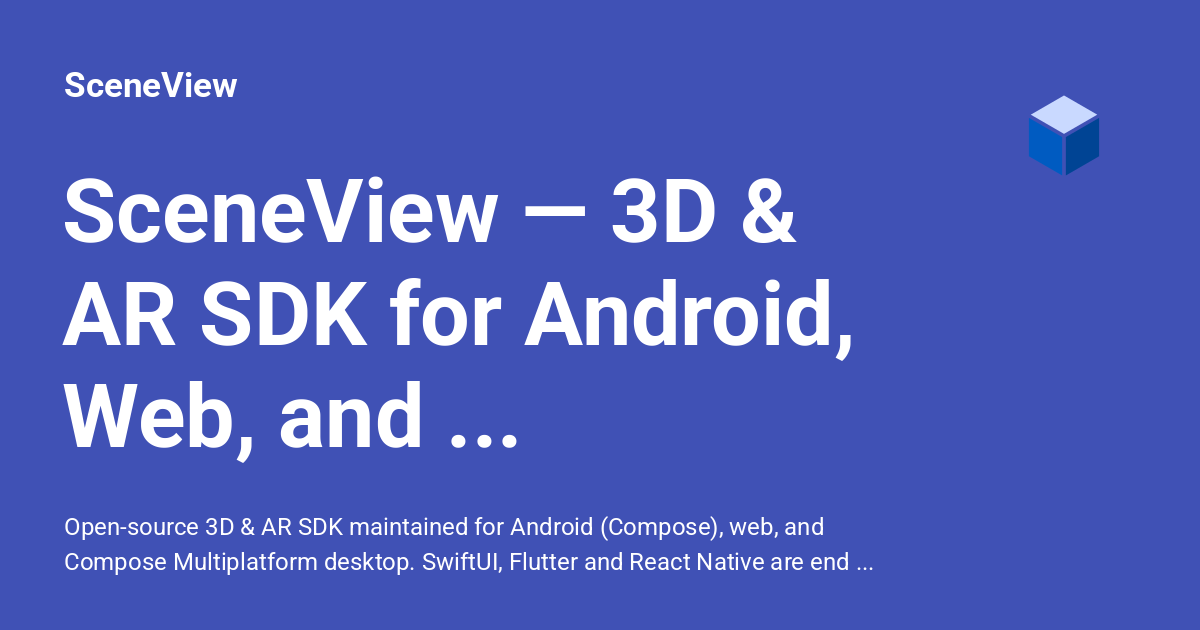 SceneView
SceneView — 3D &
AR SDK for Android,
Web, and ...
Open-source 3D & AR SDK maintained for Android (Compose), web, and
Compose Multiplatform desktop. SwiftUI, Flutter and React Native are end ...